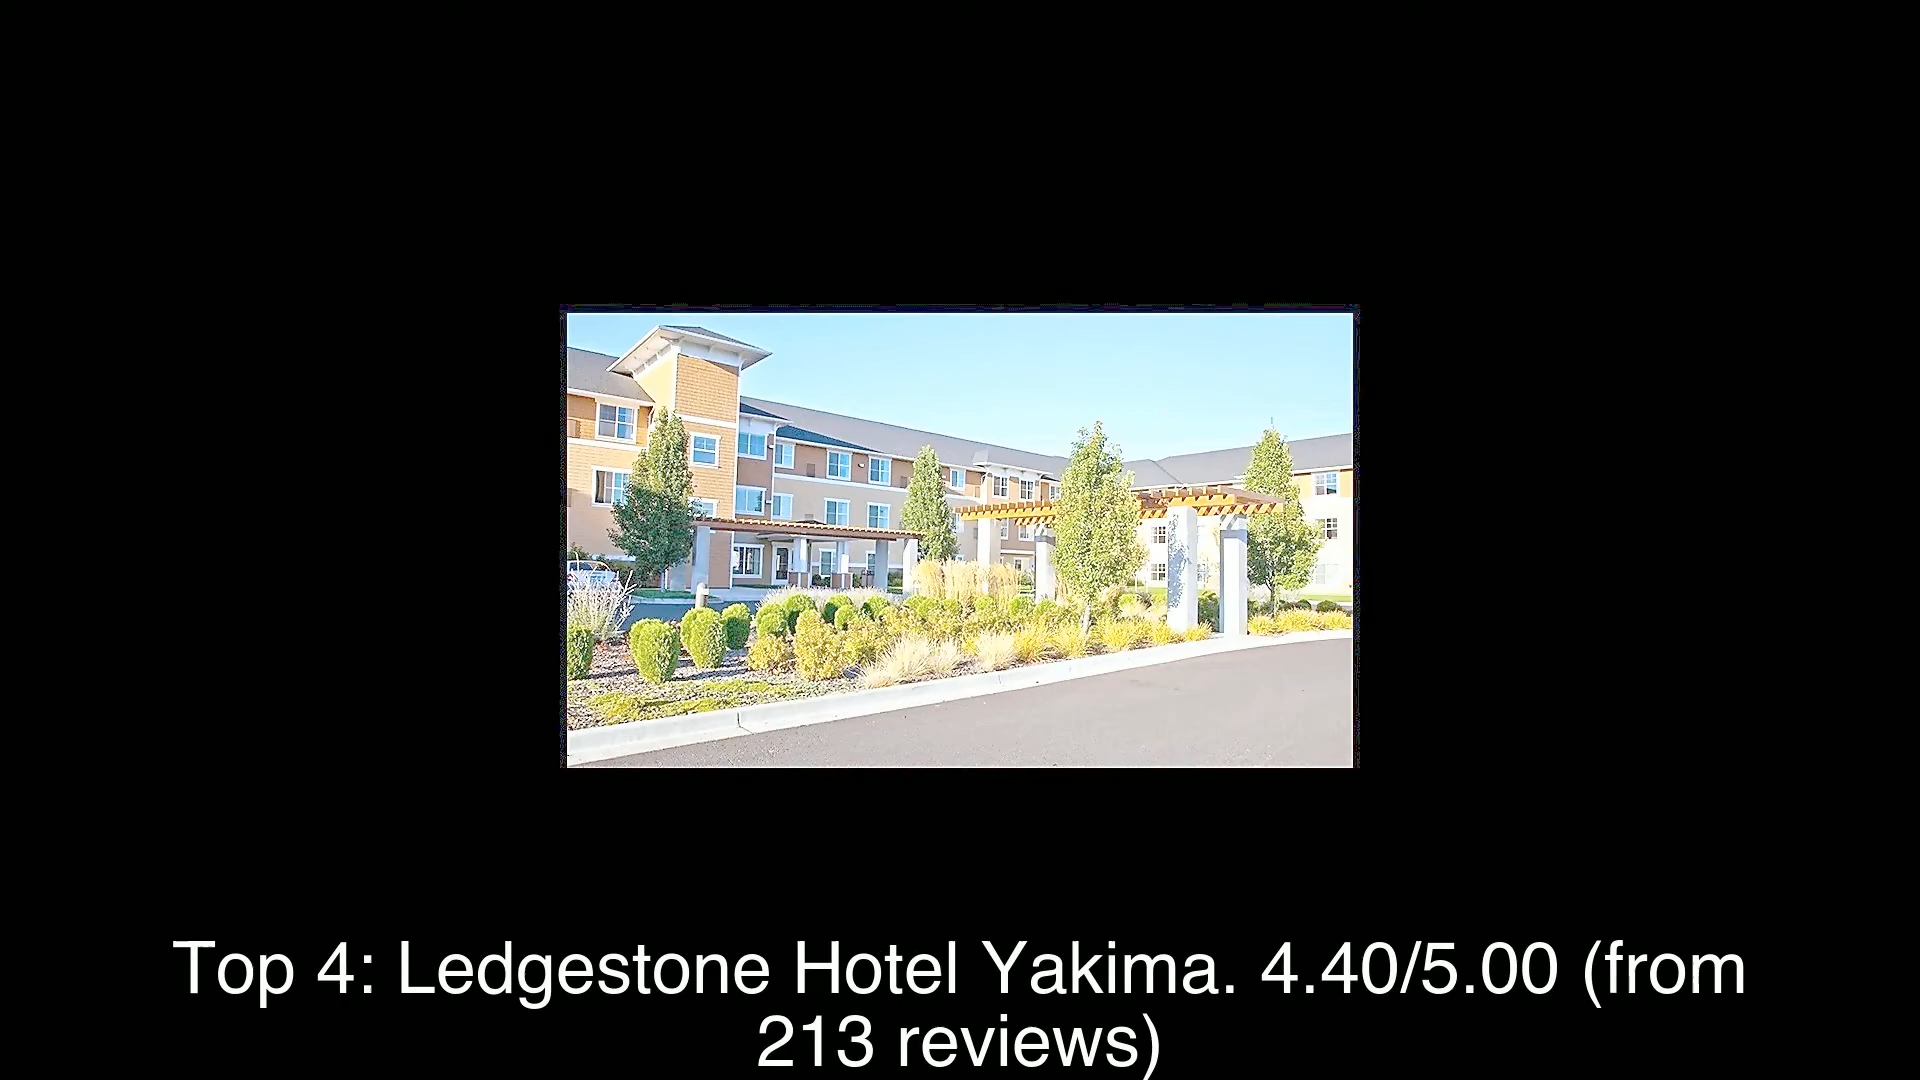 Top 4: Ledgestone Hotel Yakima. 4.40/5.00 (from
213 reviews)